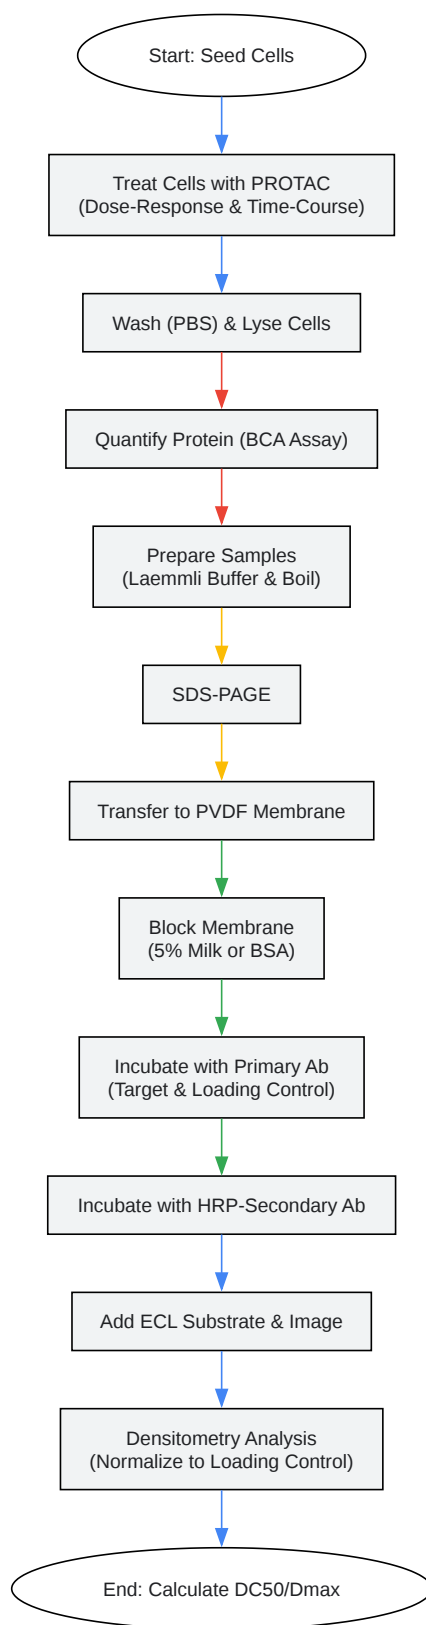 Start: Seed Cells
Treat Cells with PROTAC
(Dose-Response & Time-Course)
Wash (PBS) & Lyse Cells
Quantify Protein (BCA Assay)
Prepare Samples
(Laemmli Buffer & Boil)
SDS-PAGE
Transfer to PVDF Membrane
Block Membrane
(5% Milk or BSA)
Incubate with Primary Ab
(Target & Loading Control)
Incubate with HRP-Secondary Ab
Add ECL Substrate & Image
Densitometry Analysis
(Normalize to Loading Control)
End: Calculate DC50/Dmax